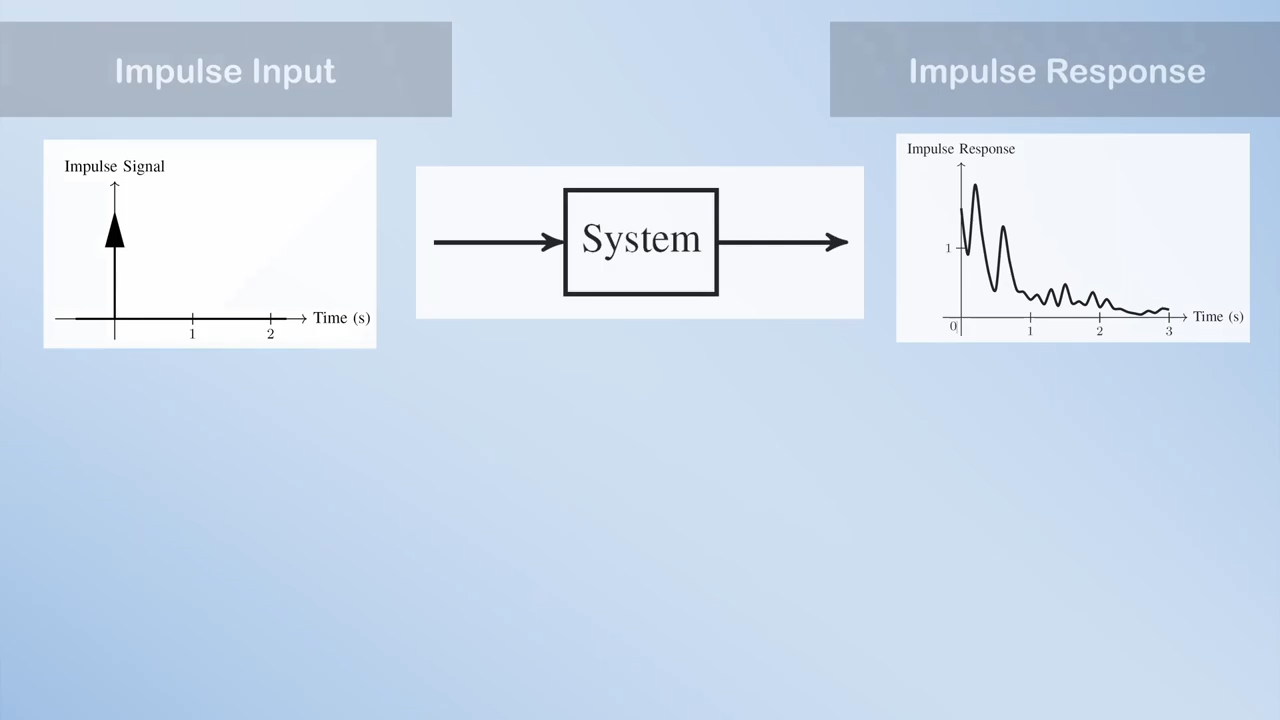 Impulse Input
Impulse Response
Impulse Signal
Time (s)
1
2
System
Impulse Response
1
0
1
2
3
Time (s)